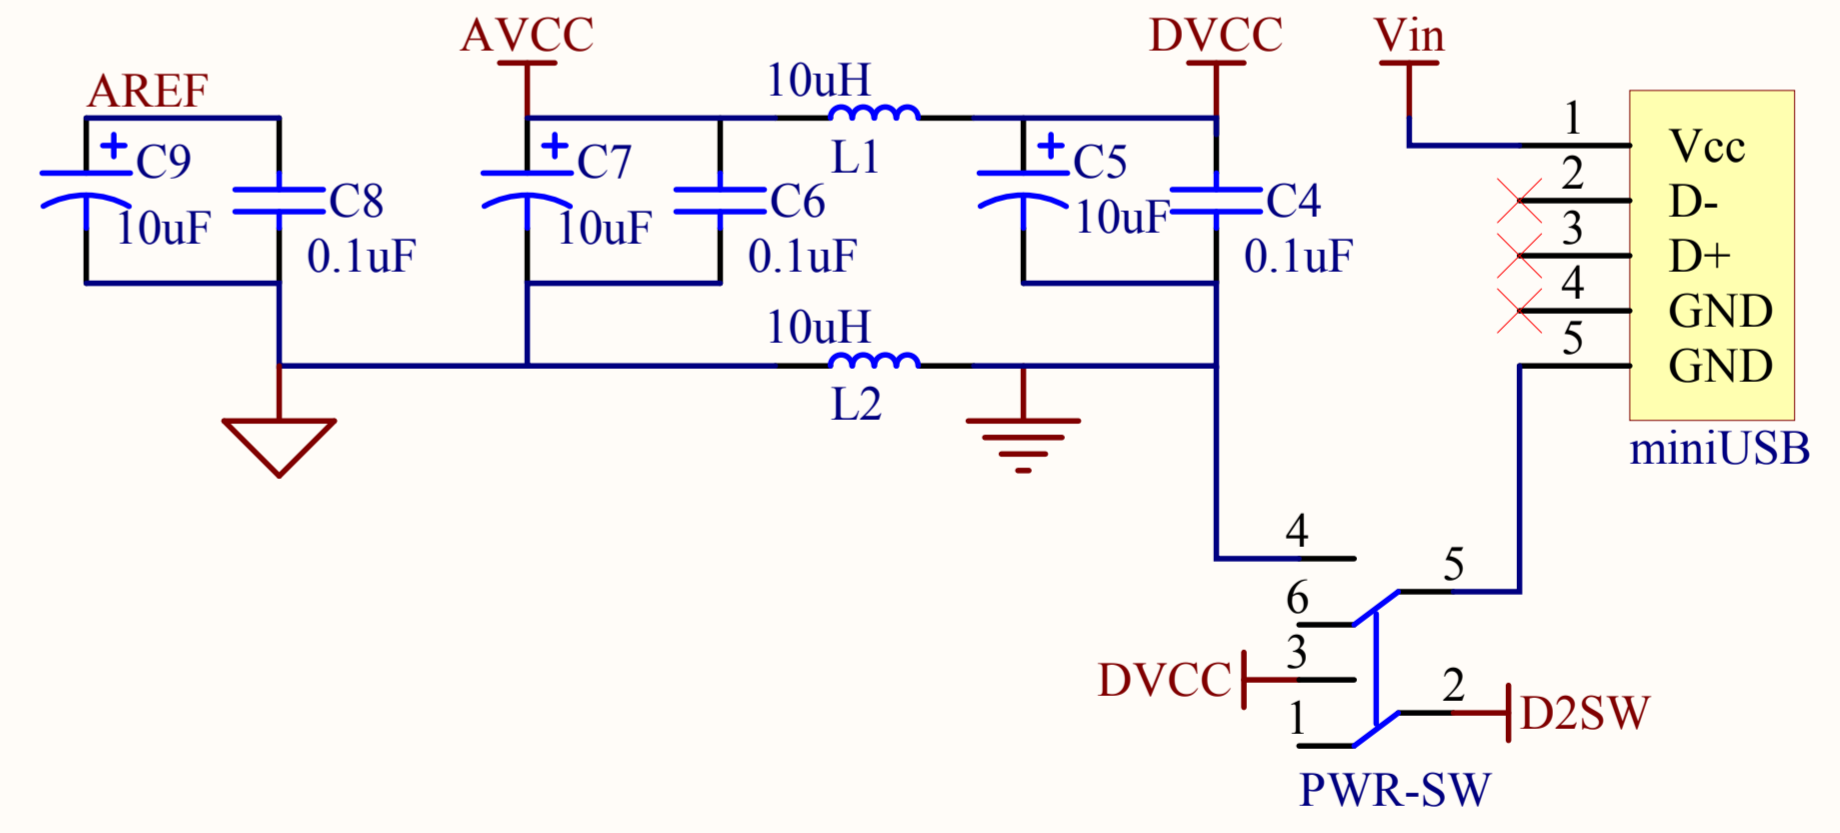 AREF
+
C9
10uF
C8
0.1uF
AVCC
+
C7
10uF
C6
0.1uF
10uH
L1
10uH
L2
DVCC
+
C5
10uF
C4
0.1uF
Vin
1
2
3
4
5
Vcc
D-
D+
GND
GND
miniUSB
4
6
5
3
DVCC
1
2
D2SW
PWR-SW